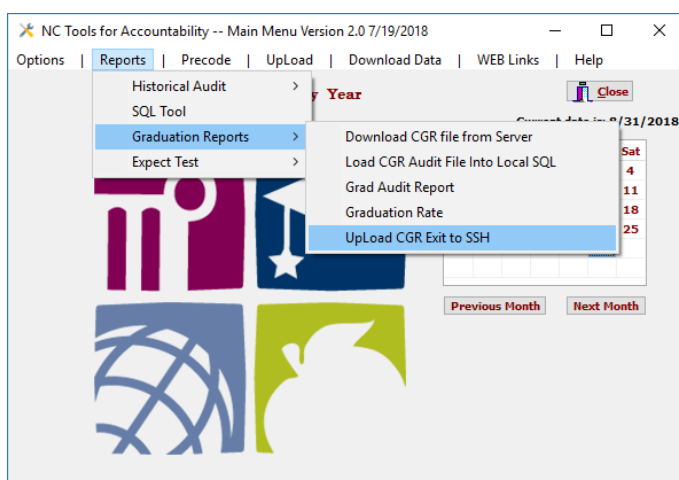 NC Tools for Accountability -- Main Menu Version 2.0 7/19/2018
Options | Reports | Precode | UpLoad | Download Data | WEB Links | Help
Historical Audit > Year Close
SQL Tool 8/31/2018
Graduation Reports > Download CGR file from Server Sat
Expect Test > Load CGR Audit File Into Local SQL 4
Grad Audit Report 11
Graduation Rate 18
UpLoad CGR Exit to SSH 25
Previous Month Next Month